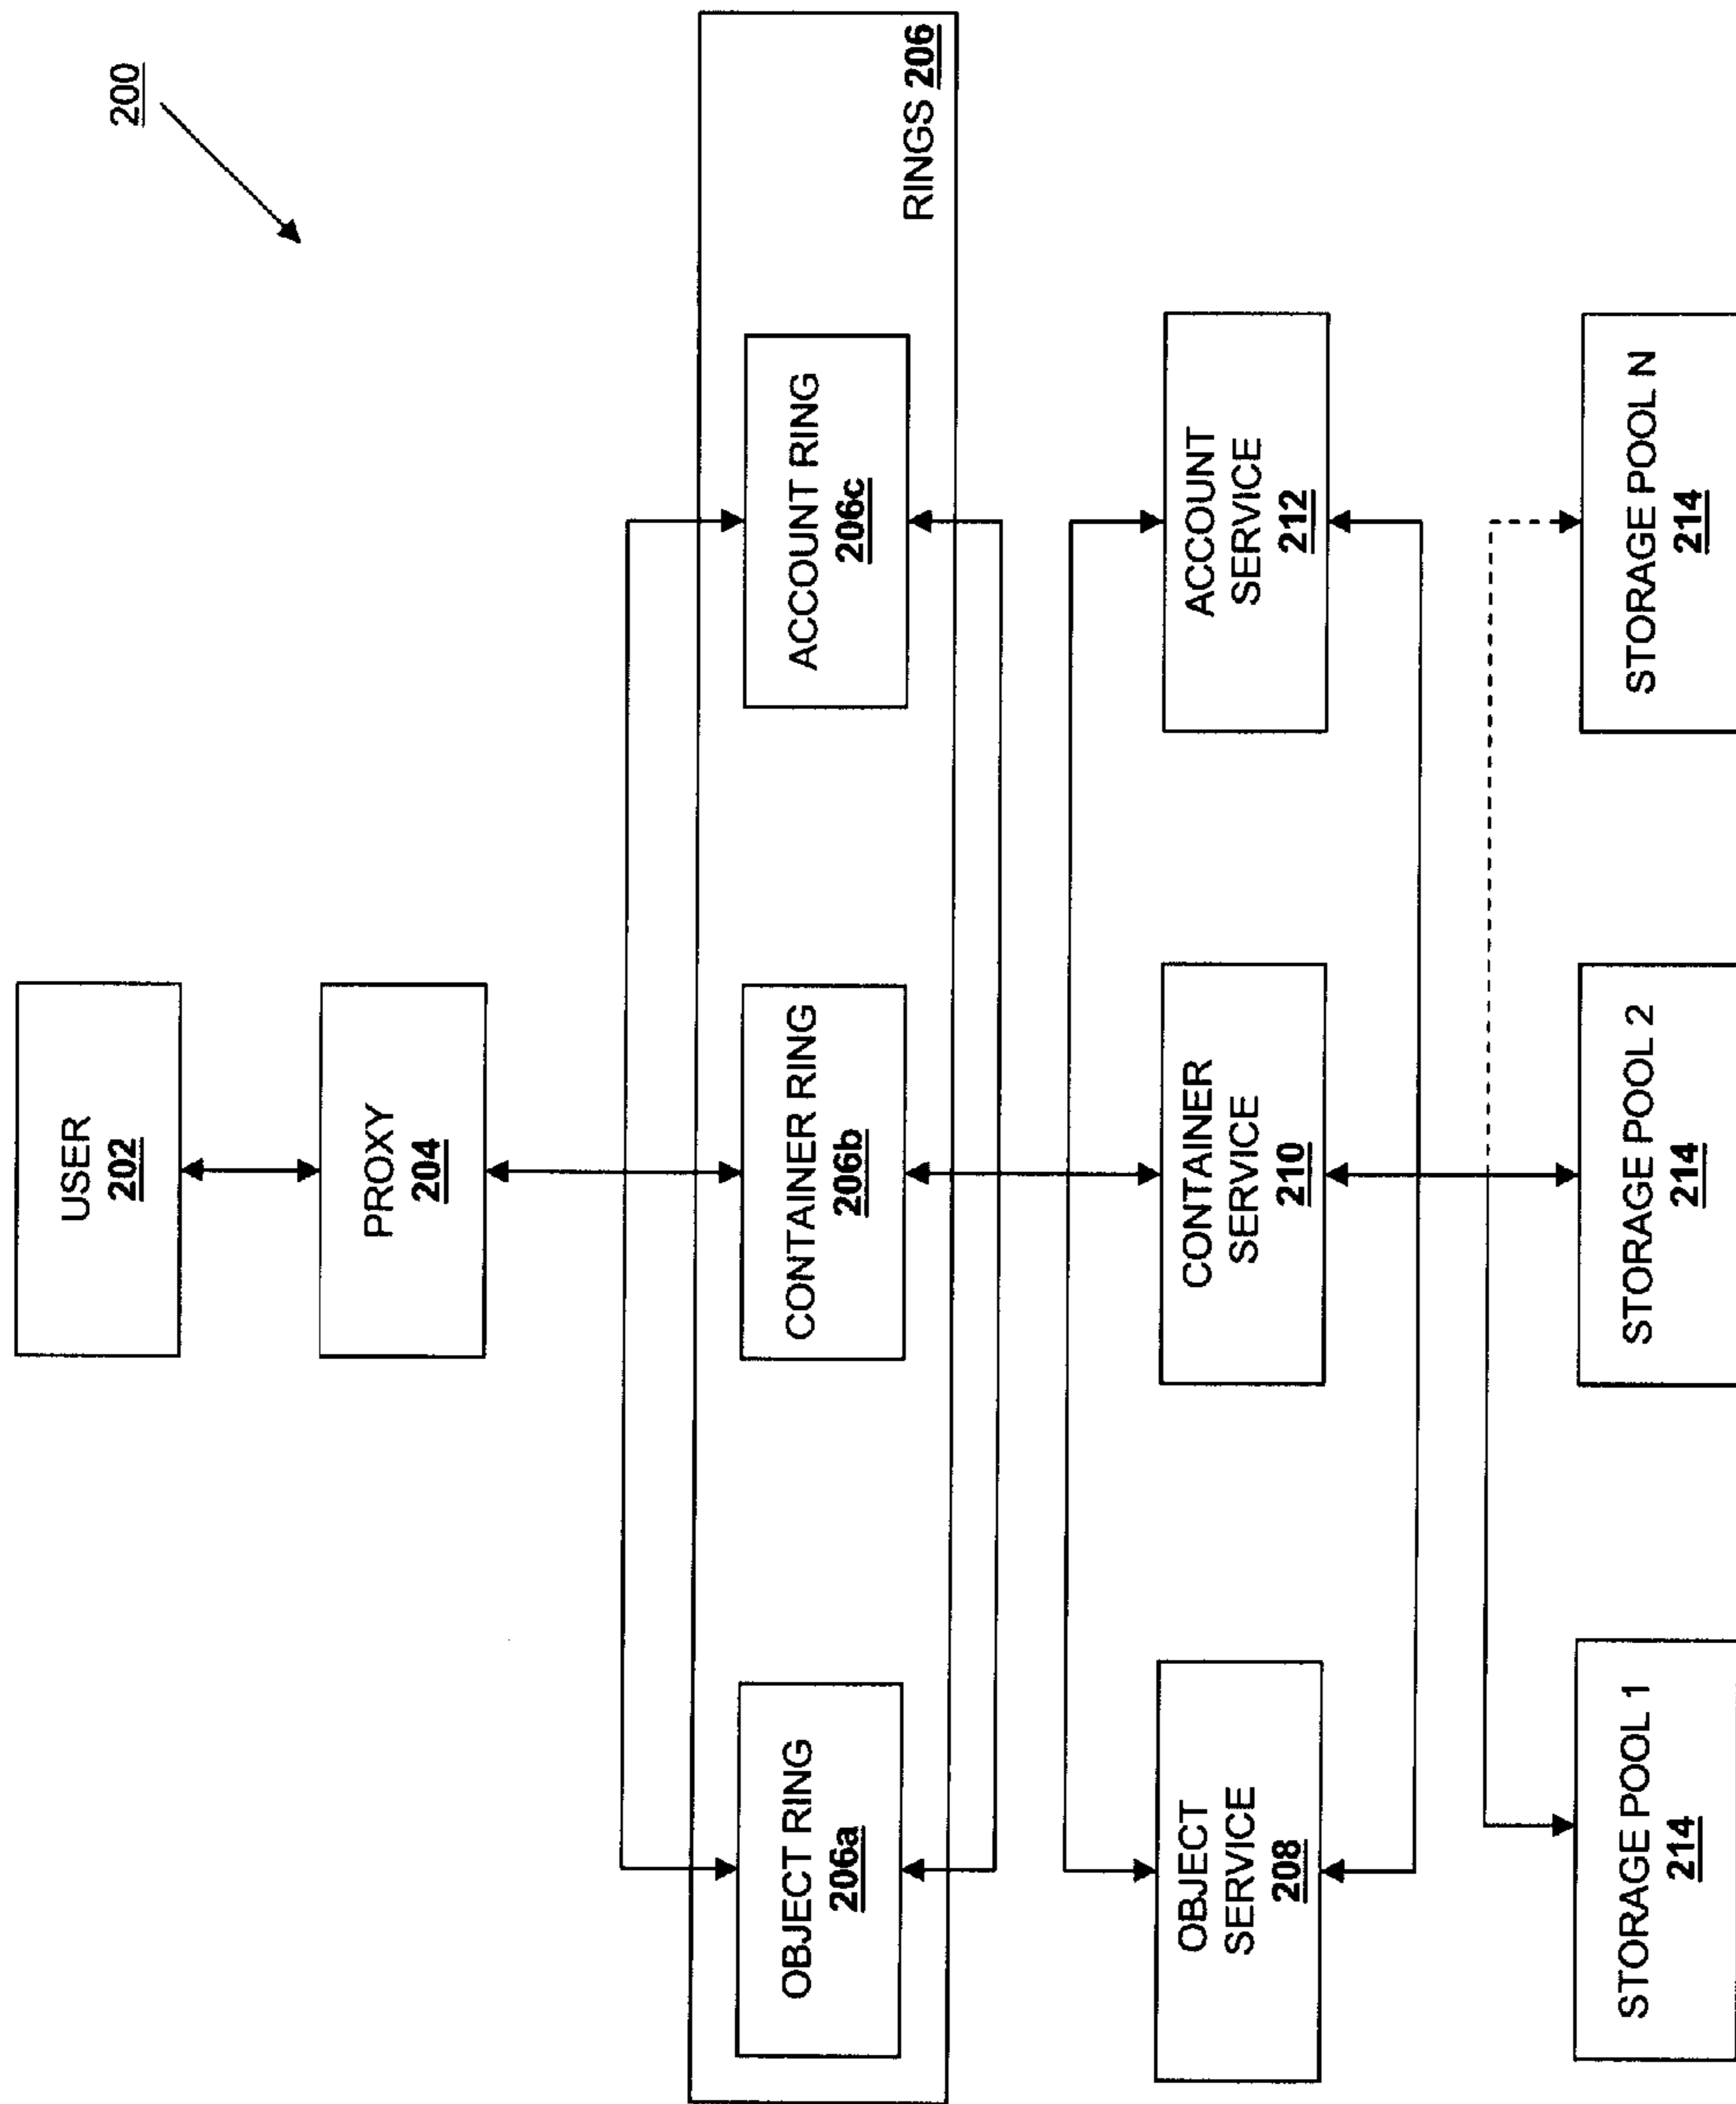 200
USER
202
PROXY
204
RINGS 206
OBJECT RING
206a
CONTAINER RING
206b
ACCOUNT RING
206c
OBJECT
SERVICE
208
CONTAINER
SERVICE
210
ACCOUNT
SERVICE
212
STORAGE POOL 1
214
STORAGE POOL 2
214
STORAGE POOL N
214